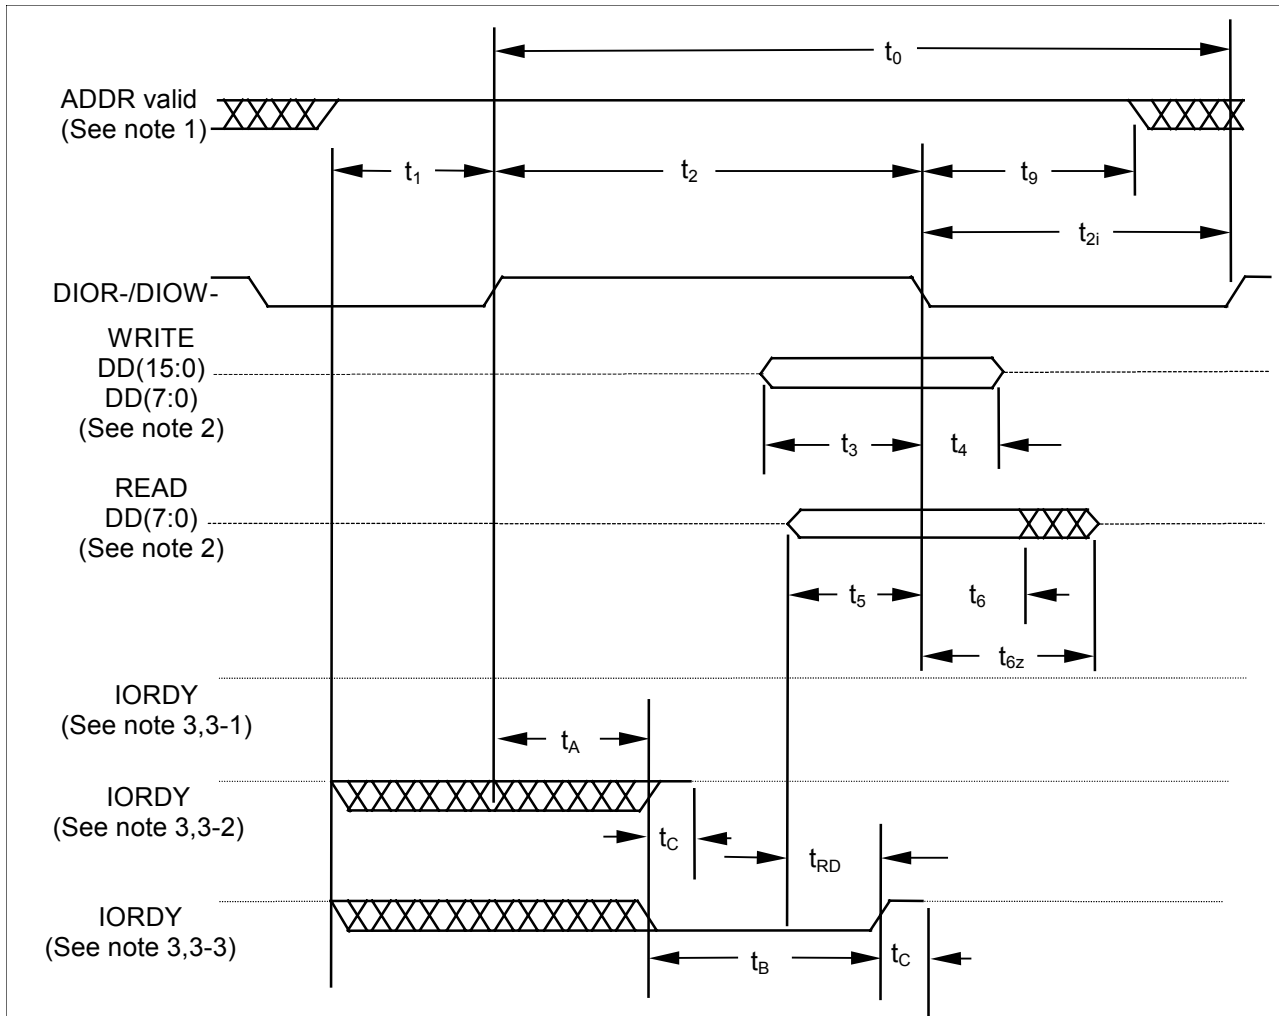 t0
ADDR valid
(See note 1)
t1
t2
t9
t2i
DIOR-/DIOW-
WRITE
DD(15:0)
DD(7:0)
(See note 2)
t3
t4
READ
DD(7:0)
(See note 2)
t5
t6
t6z
IORDY
(See note 3,3-1)
tA
IORDY
(See note 3,3-2)
tC
tRD
IORDY
(See note 3,3-3)
tB
tC